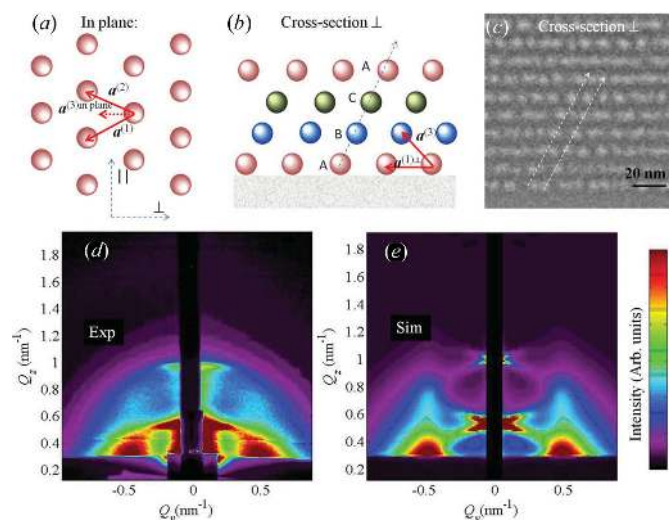 (a) In plane:
a(2)
a(3) in plane
a(1)
||
⊥
(b) Cross-section ⊥
A
C
B
a(3)
A
a(1)⊥
(c) Cross-section ⊥
20 nm
(d)
Exp
Qz(nm-1)
1.8
1.6
1.4
1.2
1
0.8
0.6
0.4
0.2
-0.5 0 0.5
Qy(nm-1)
(e)
Sim
Qz(nm-1)
1.8
1.6
1.4
1.2
1
0.8
0.6
0.4
0.2
-0.5 0 0.5
Qy(nm-1)
Intensity (Arb. units)